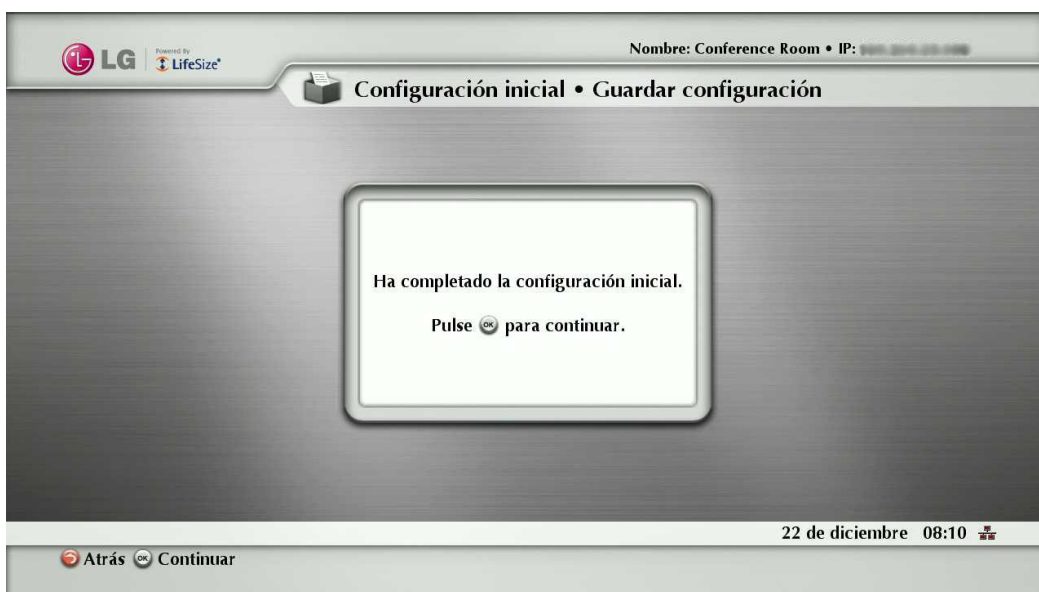 LG
Powered by
LifeSize
Nombre: Conference Room • IP:
Configuración inicial • Guardar configuración
Ha completado la configuración inicial.
Pulse OK para continuar.
22 de diciembre 08:10
Atrás OK Continuar